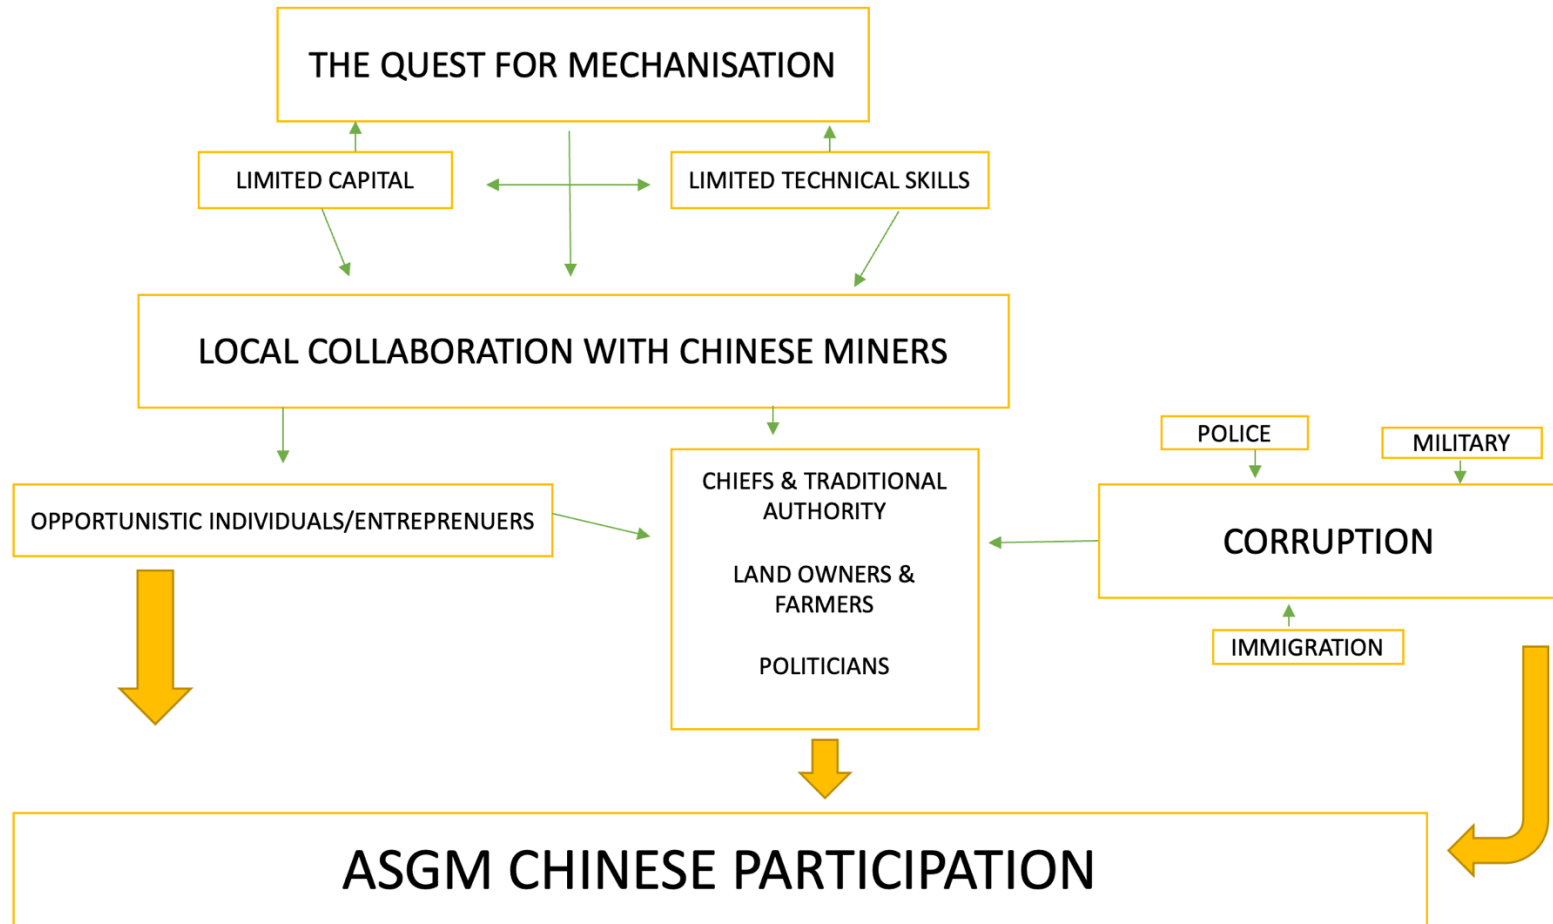 THE QUEST FOR MECHANISATION
LIMITED CAPITAL
LIMITED TECHNICAL SKILLS
LOCAL COLLABORATION WITH CHINESE MINERS
POLICE
MILITARY
OPPORTUNISTIC INDIVIDUALS/ENTREPRENUERS
CHIEFS & TRADITIONAL
AUTHORITY
LAND OWNERS &
FARMERS
POLITICIANS
CORRUPTION
IMMIGRATION
ASGM CHINESE PARTICIPATION